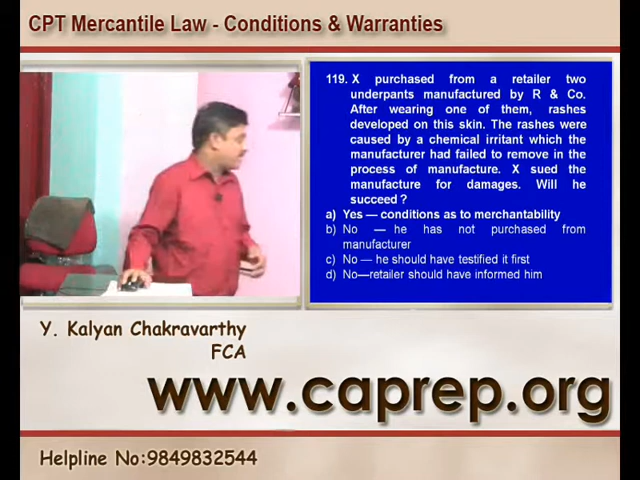 CPT Mercantile Law - Conditions & Warranties
119. X purchased from a retailer two
underpants manufactured by R & Co.
After wearing one of them, rashes
developed on this skin. The rashes were
caused by a chemical irritant which the
manufacturer had failed to remove in the
process of manufacture. X sued the
manufacture for damages. Will he
succeed ?
a) Yes — conditions as to merchantability
b) No — he has not purchased from
manufacturer
c) No — he should have testified it first
d) No—retailer should have informed him
Y. Kalyan Chakravarthy
FCA
www.caprep.org
Helpline No:9849832544